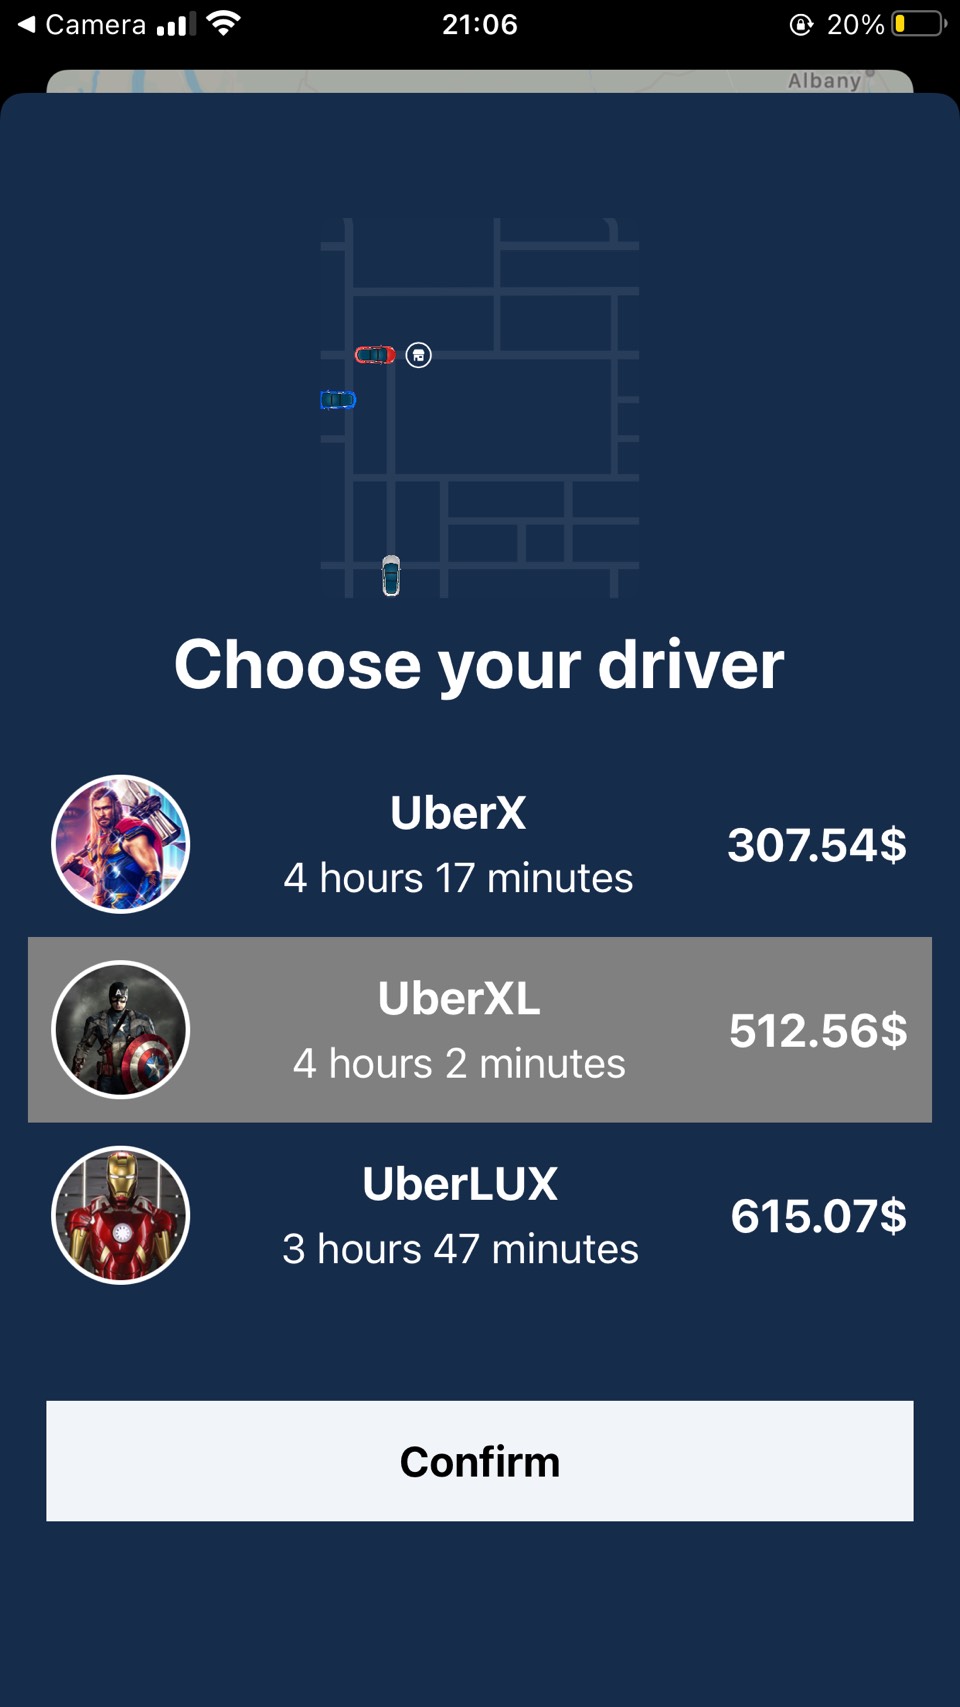 Camera 21:06 20%
Albany
Choose your driver
UberX
4 hours 17 minutes
307.54$
UberXL
4 hours 2 minutes
512.56$
UberLUX
3 hours 47 minutes
615.07$
Confirm